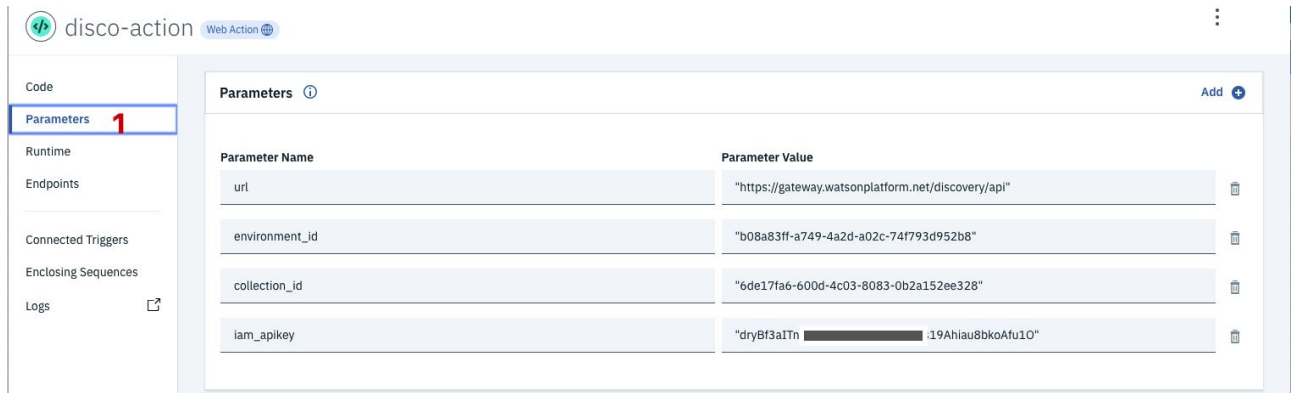 disco-action Web Action
Code
Parameters 1
Runtime
Endpoints
Connected Triggers
Enclosing Sequences
Logs
Parameters
Add
Parameter Name Parameter Value
url "https://gateway.watsonplatform.net/discovery/api"
environment_id "b08a83ff-a749-4a2d-a02c-74f793d952b8"
collection_id "6de17fa6-600d-4c03-8083-0b2a152ee328"
iam_apikey "dryBf3aITn 19Ahiau8bkoAfu1O"